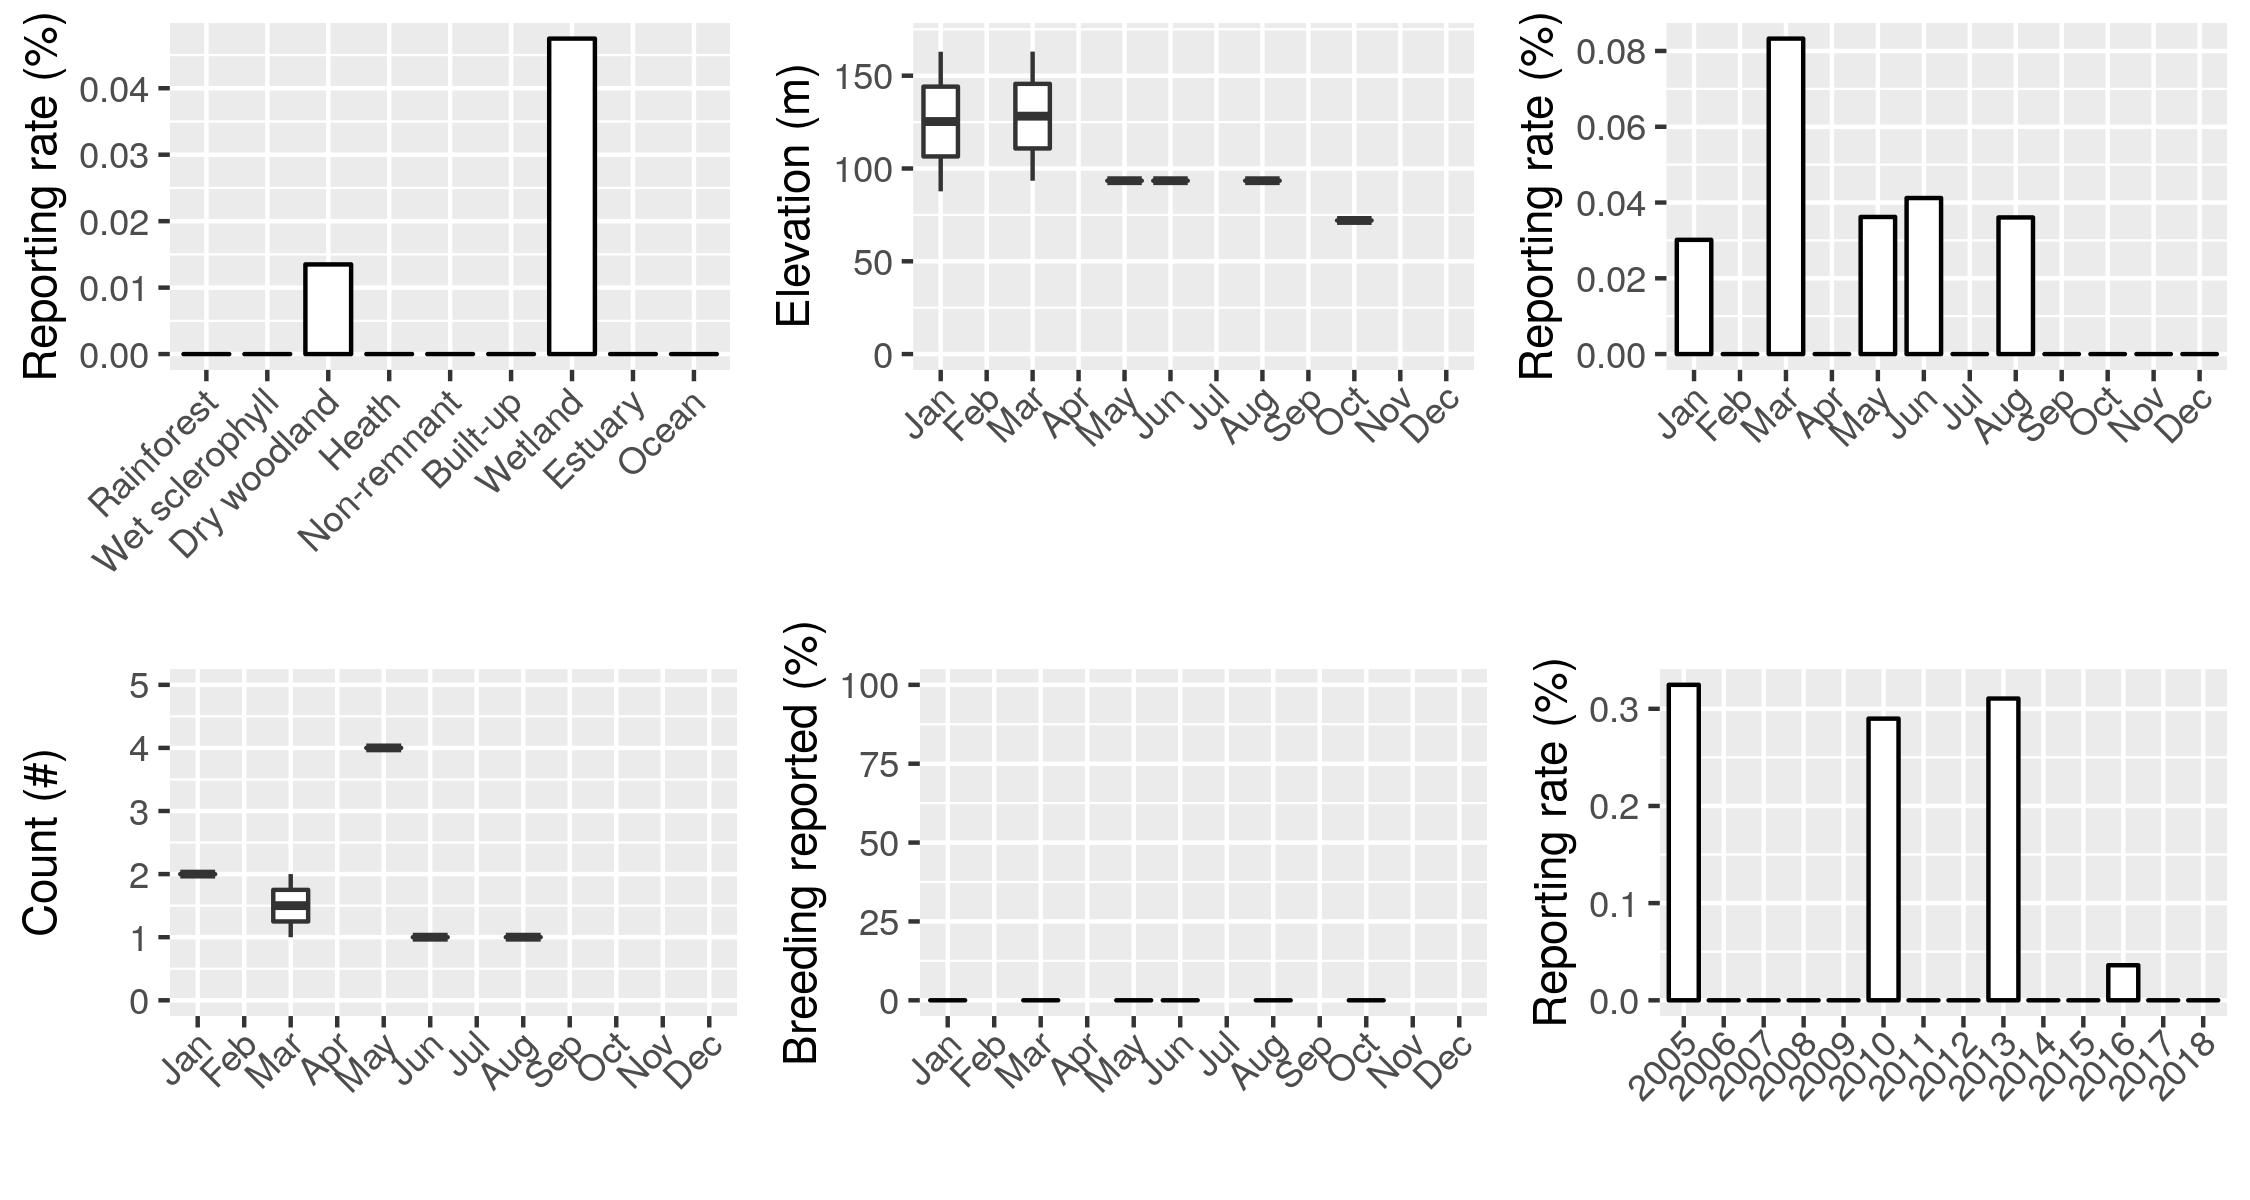 Reporting rate (%)
0.04
0.03
0.02
0.01
0.00
Rainforest
Wet sclerophyll
Dry woodland
Heath
Non-remnant
Built-up
Wetland
Estuary
Ocean
Elevation (m)
150
100
50
0
Jan
Feb
Mar
Apr
May
Jun
Jul
Aug
Sep
Oct
Nov
Dec
Reporting rate (%)
0.08
0.06
0.04
0.02
0.00
Jan
Feb
Mar
Apr
May
Jun
Jul
Aug
Sep
Oct
Nov
Dec
Count (#)
5
4
3
2
1
0
Jan
Feb
Mar
Apr
May
Jun
Jul
Aug
Sep
Oct
Nov
Dec
Breeding reported (%)
100
75
50
25
0
Jan
Feb
Mar
Apr
May
Jun
Jul
Aug
Sep
Oct
Nov
Dec
Reporting rate (%)
0.3
0.2
0.1
0.0
2005
2006
2007
2008
2009
2010
2011
2012
2013
2014
2015
2016
2017
2018